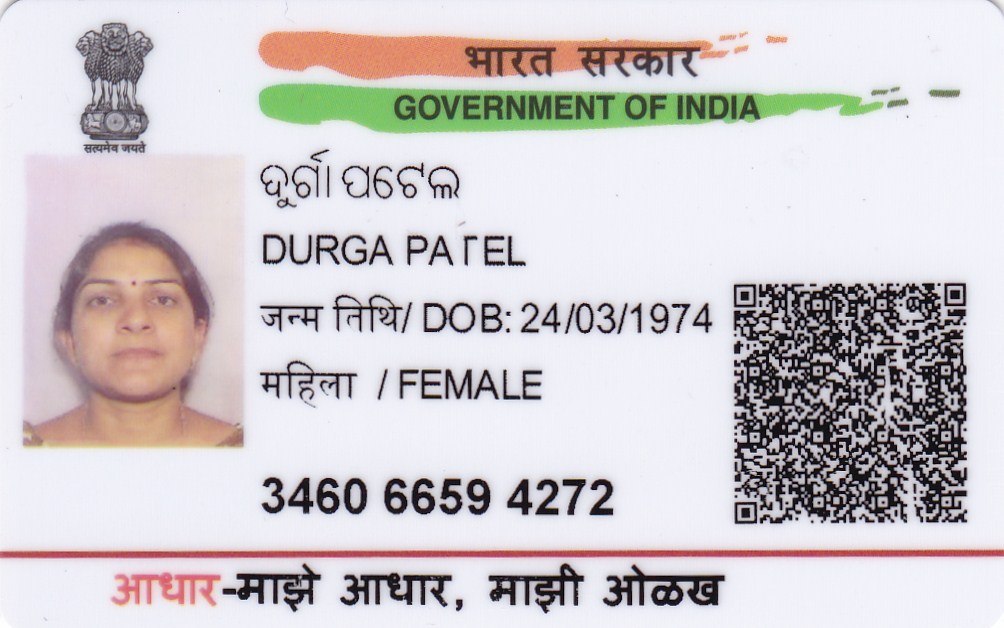 भारत सरकार
GOVERNMENT OF INDIA
सत्यमेव जयते
ଦୁର୍ଗା ପଟେଲ
DURGA PATEL
जन्म तिथि/ DOB: 24/03/1974
महिला / FEMALE
3460 6659 4272
आधार-माझे आधार, माझी ओळख